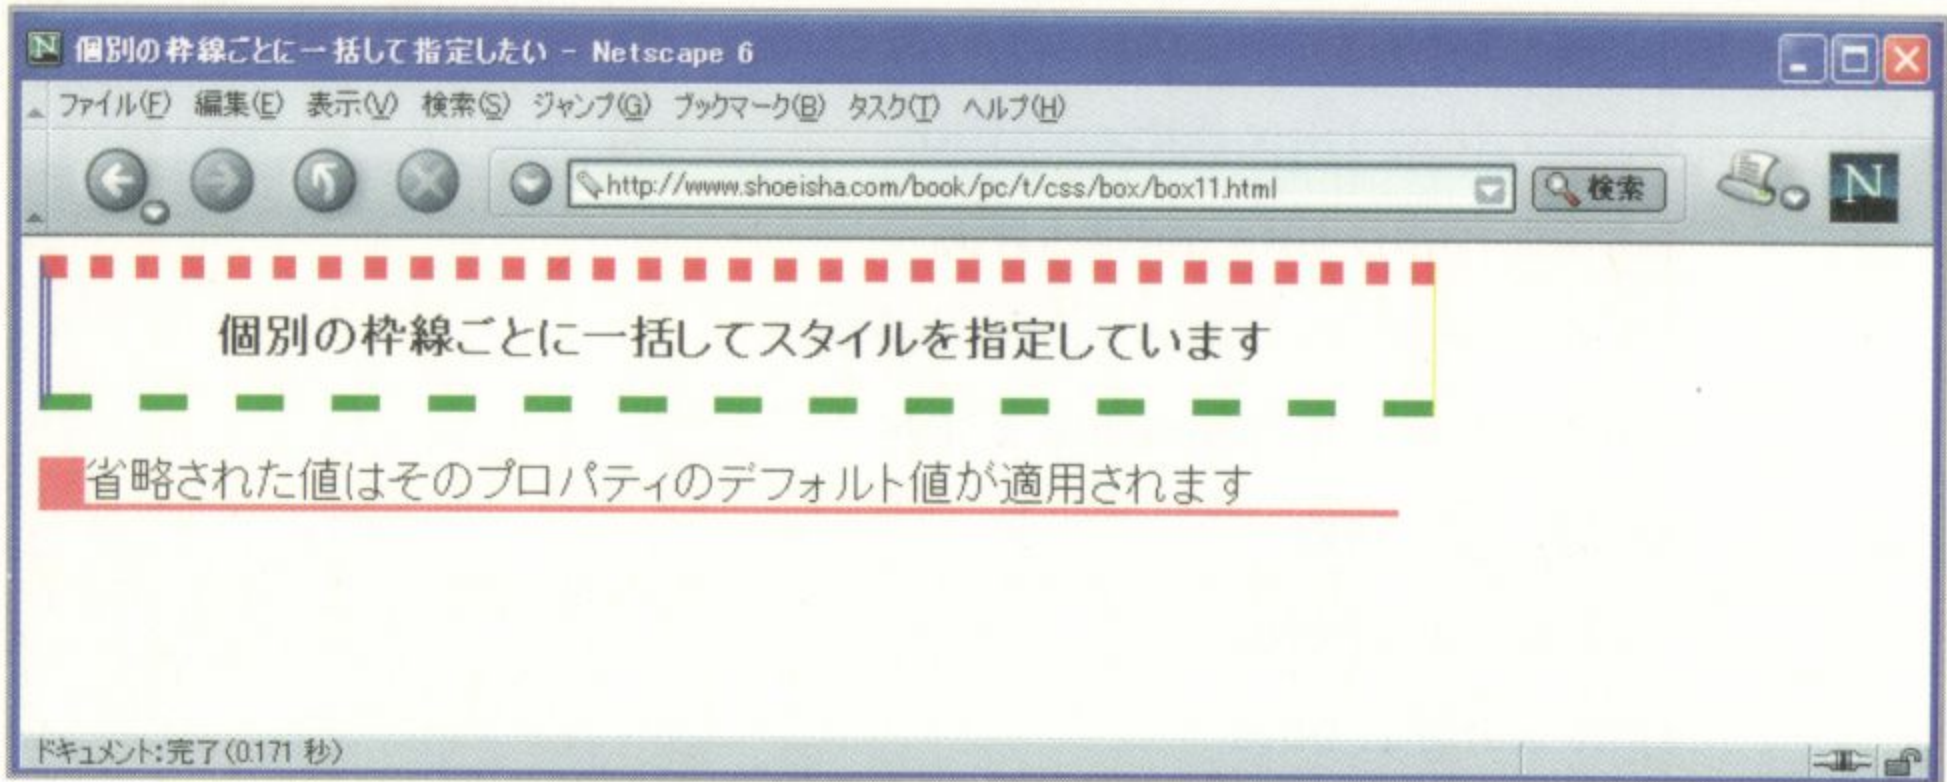 個別の枠線ごとに一括して指定したい - Netscape 6
ファイル(F) 編集(E) 表示(V) 検索(S) ジャンプ(G) ブックマーク(B) タスク(T) ヘルプ(H)
http://www.shoeisha.com/book/pc/t/css/box/box11.html 検索 N
個別の枠線ごとに一括してスタイルを指定しています
省略された値はそのプロパティのデフォルト値が適用されます
ドキュメント:完了(0.171 秒)